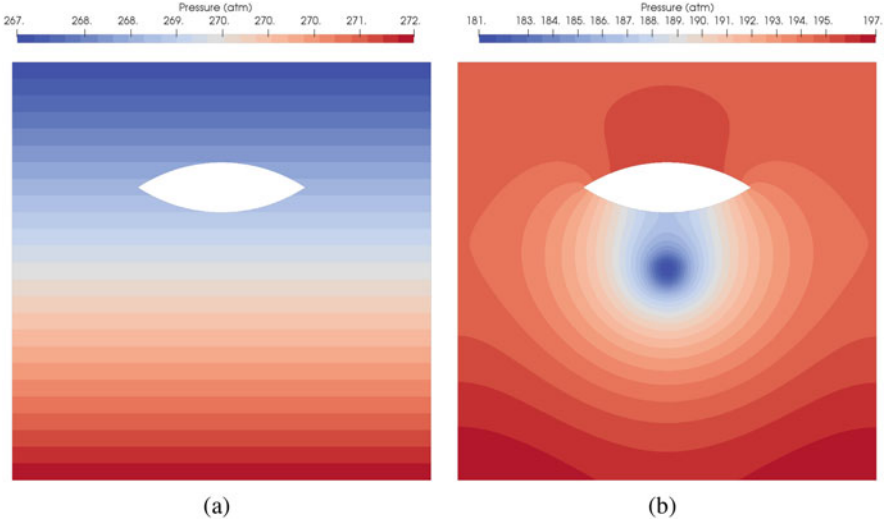 Pressure (atm)
267. 268. 268. 269. 270. 270. 270. 271. 272.
Pressure (atm)
181. 183. 184. 185. 186. 187. 188. 189. 190. 191. 192. 193. 194. 195. 197.
(a)
(b)